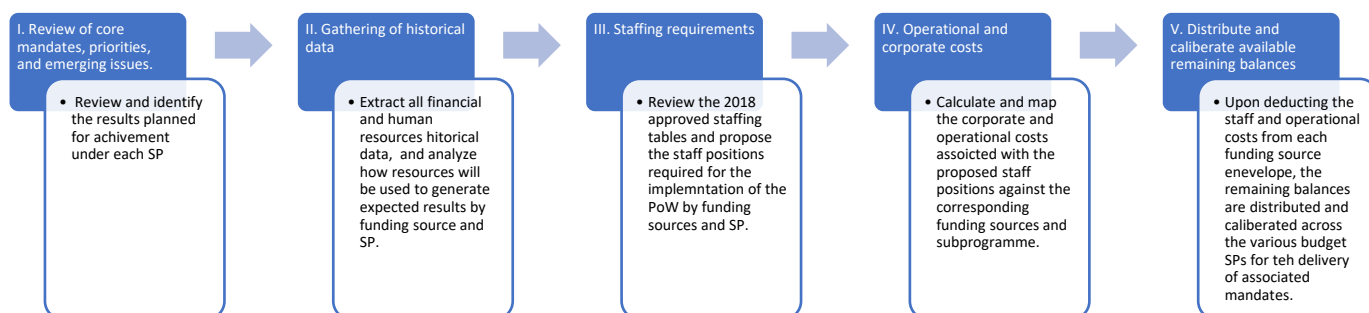 I. Review of core
mandates, priorities,
and emerging issues.
• Review and identify
the results planned
for achivement
under each SP
II. Gathering of historical
data
• Extract all financial
and human
resources hitorical
data, and analyze
how resources will
be used to generate
expected results by
funding source and
SP.
III. Staffing requirements
• Review the 2018
approved staffing
tables and propose
the staff positions
required for the
implemntation of the
PoW by funding
sources and SP.
IV. Operational and
corporate costs
• Calculate and map
the corporate and
operational costs
assoicted with the
proposed staff
positions against the
corresponding
funding sources and
subprogramme.
V. Distribute and
caliberate available
remaining balances
• Upon deducting the
staff and operational
costs from each
funding source
enevelope, the
remaining balances
are distributed and
caliberated across
the various budget
SPs for teh delivery
of associated
mandates.